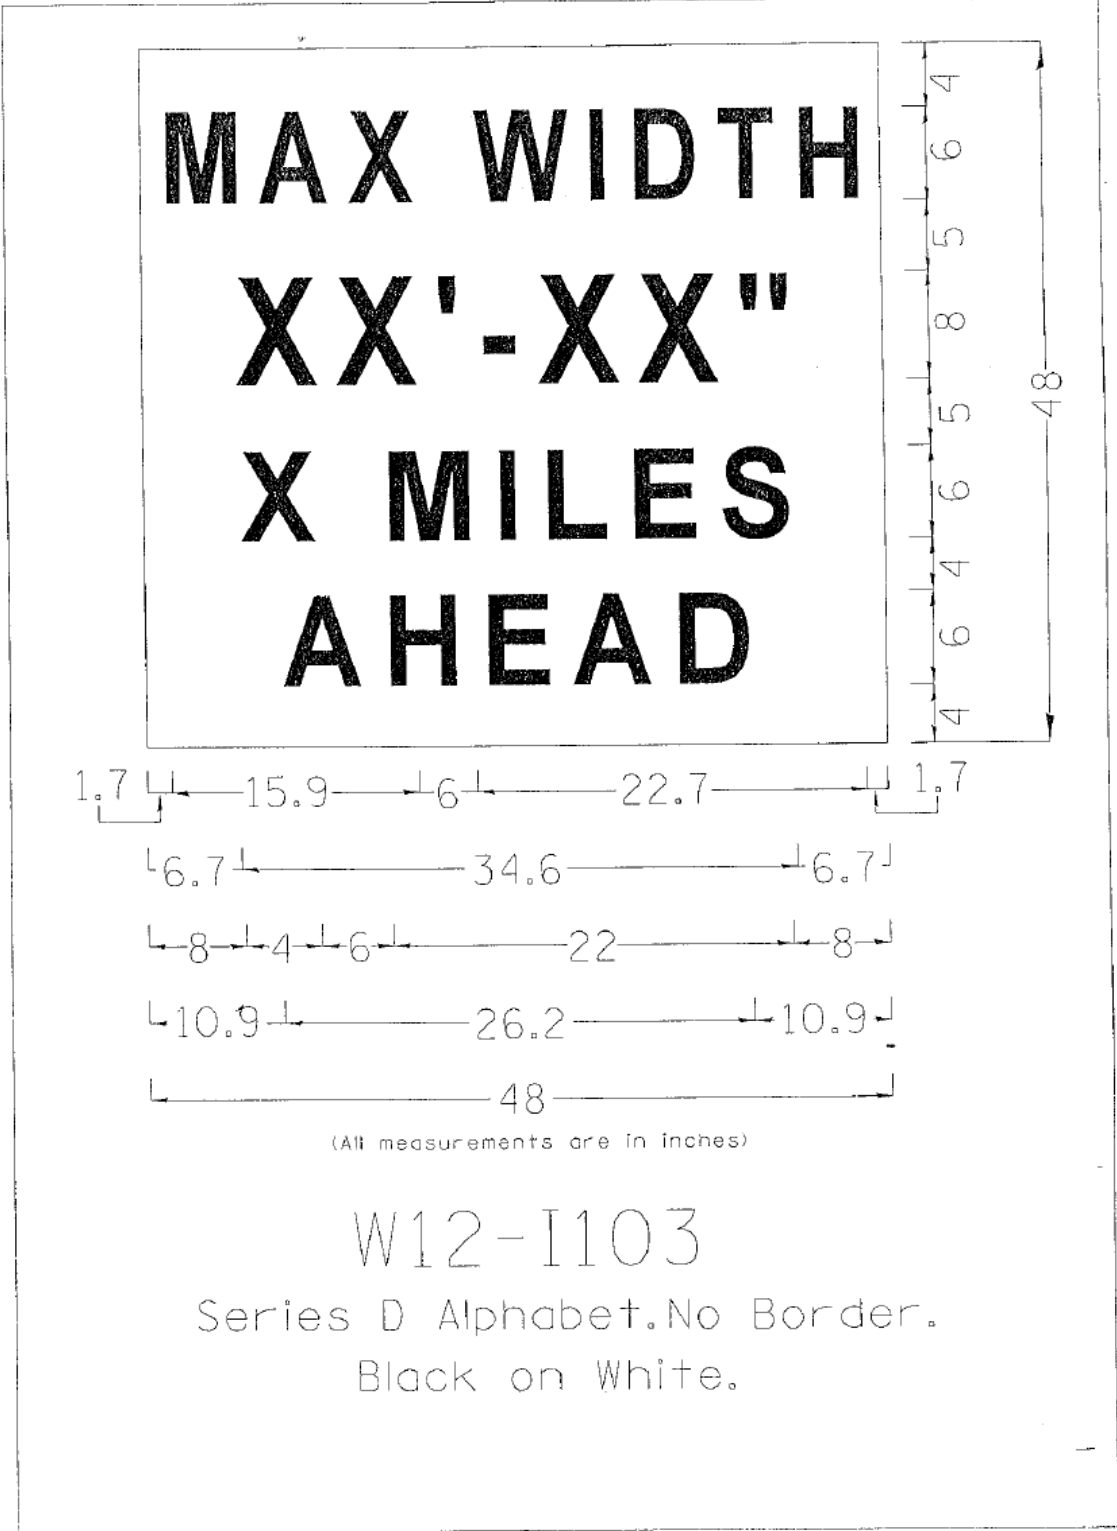 MAX WIDTH
XX'-XX"
X MILES
AHEAD
4
6
5
8
5
6
4
6
4
48
1.7 15.9 6 22.7 1.7
6.7 34.6 6.7
8 4 6 22 8
10.9 26.2 10.9
48
(All measurements are in inches)
W12-I103
Series D Alphabet. No Border.
Black on White.